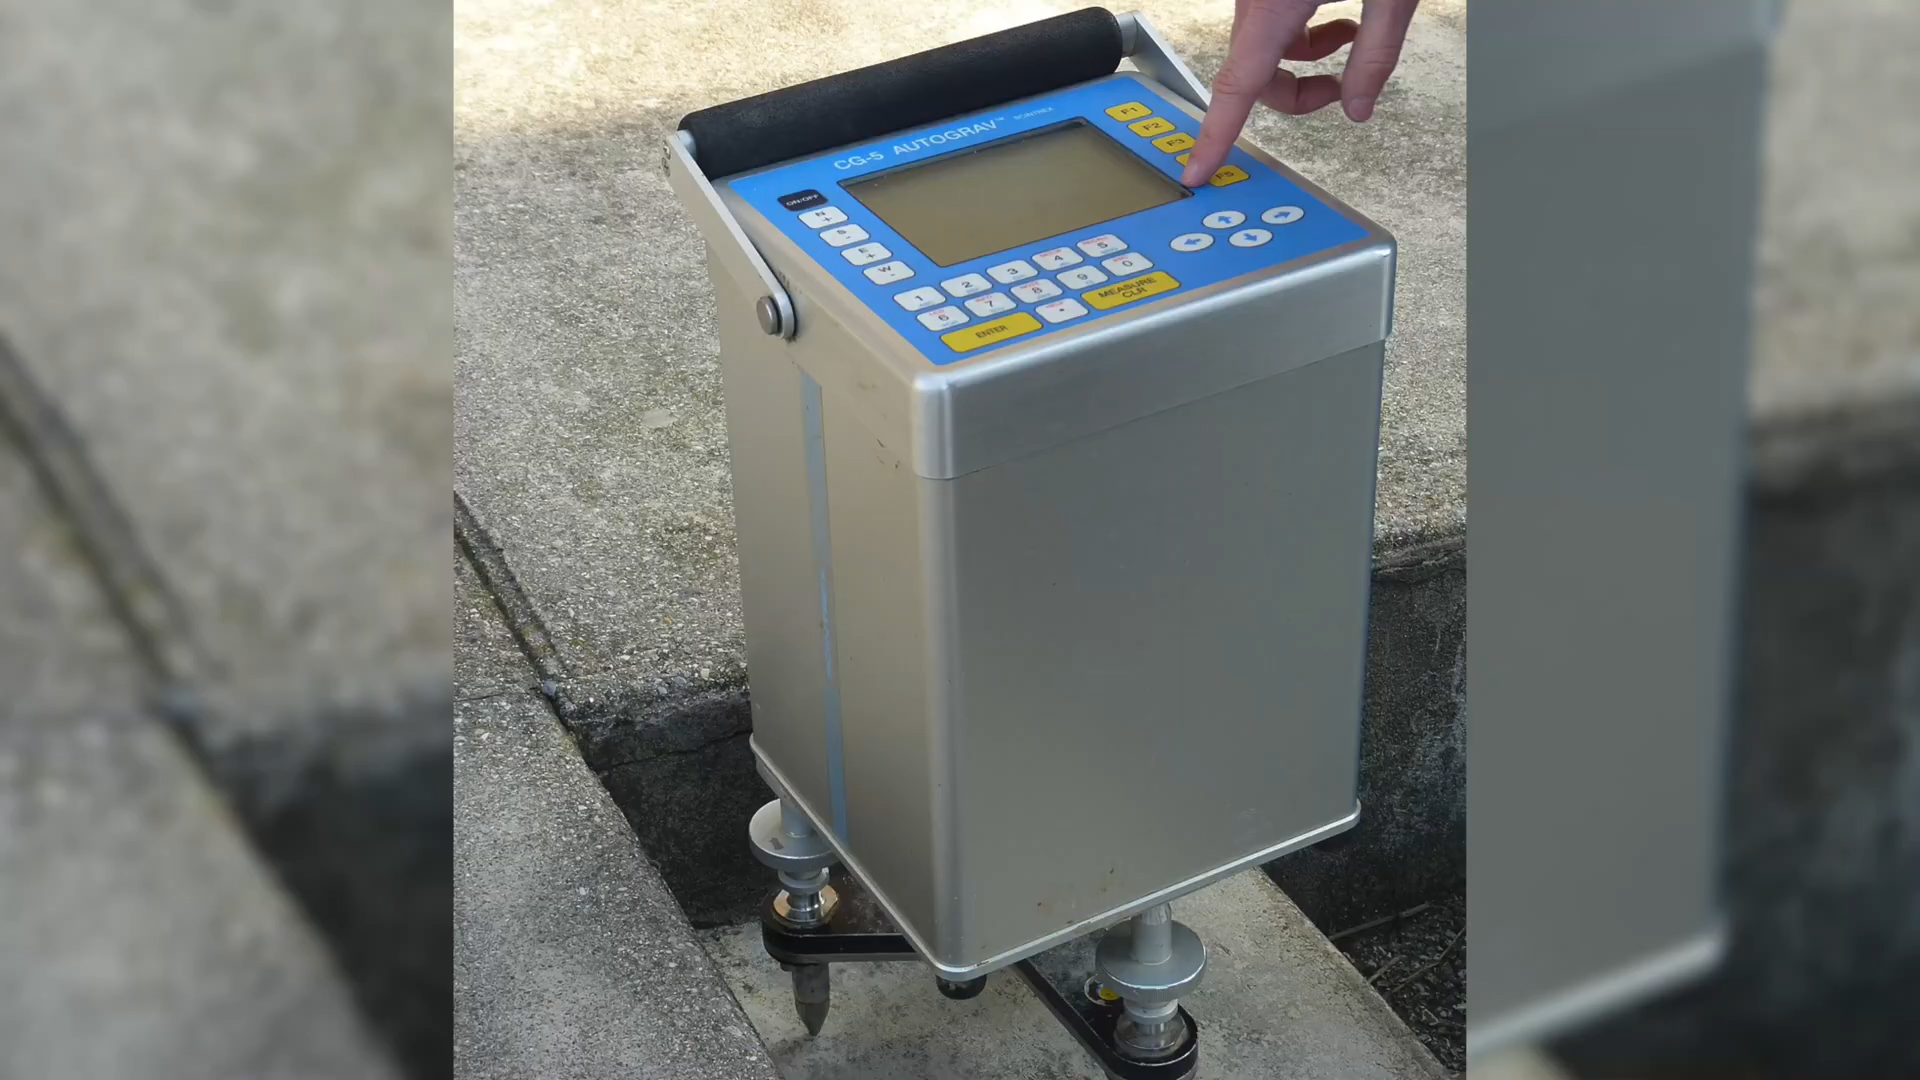 CG-5 AUTOGRAV™ SCINTREX
F1
F2
F3
F5
ON/OFF
N +
S -
E +
W -
1 2 3 4 5
6 7 8 9 0
ENTER
MEASURE
CLR